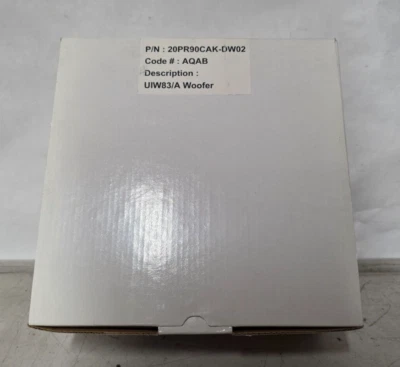 P/N : 20PR90CAK-DW02
Code # : AQAB
Description :
UIW83/A Woofer